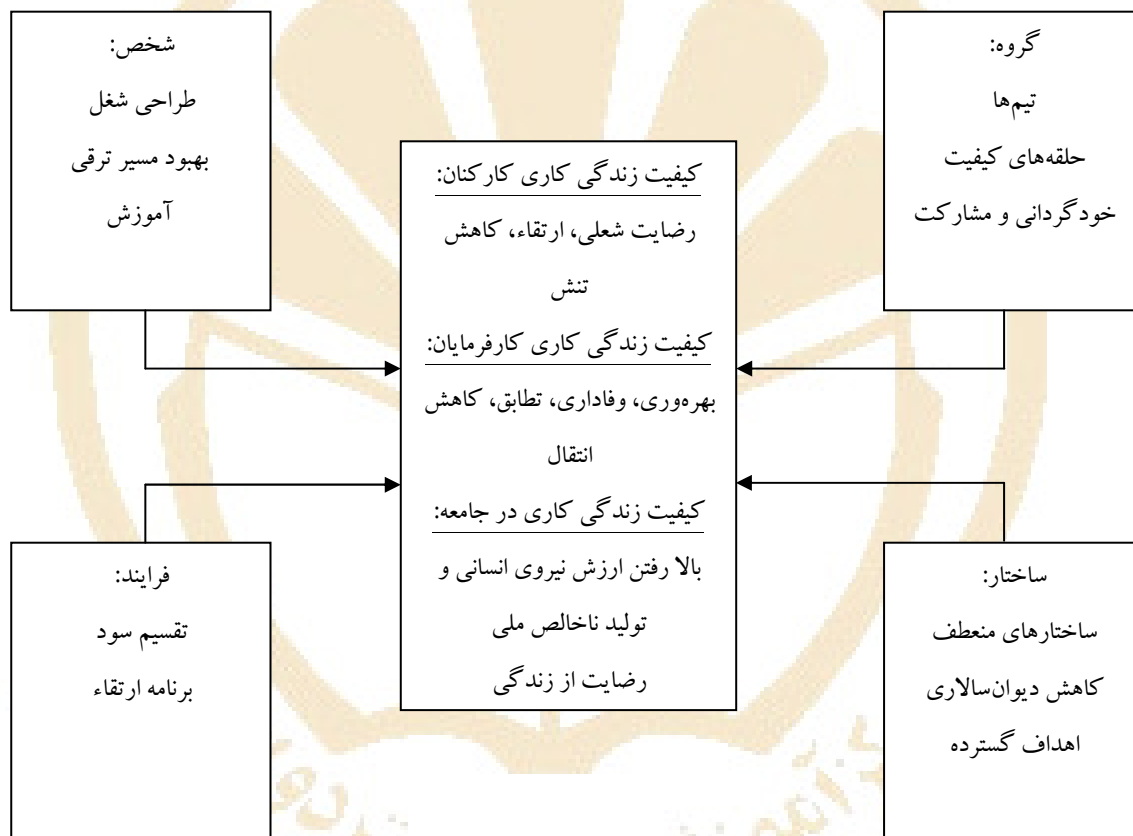 گروه:
تیم‌ها
حلقه‌های کیفیت
خودگردانی و مشارکت
شخص:
طراحی شغل
بهبود مسیر ترقی
آموزش
کیفیت زندگی کاری کارکنان:
رضایت شعلی، ارتقاء، کاهش
تنش
کیفیت زندگی کاری کارفرمایان:
بهره‌وری، وفاداری، تطابق، کاهش
انتقال
کیفیت زندگی کاری در جامعه:
بالا رفتن ارزش نیروی انسانی و
تولید ناخالص ملی
رضایت از زندگی
ساختار:
ساختارهای منعطف
کاهش دیوان‌سالاری
اهداف گسترده
فرایند:
تقسیم سود
برنامه ارتقاء